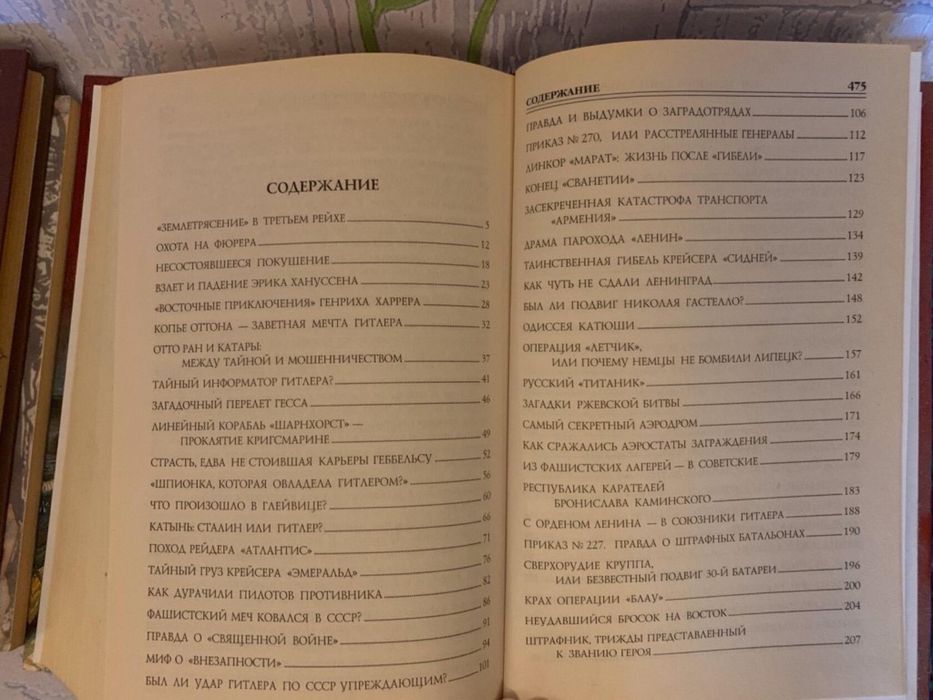 СОДЕРЖАНИЕ
«ЗЕМЛЕТРЯСЕНИЕ» В ТРЕТЬЕМ РЕЙХЕ 5
ОХОТА НА ФЮРЕРА 12
НЕСОСТОЯВШЕЕСЯ ПОКУШЕНИЕ 18
ВЗЛЕТ И ПАДЕНИЕ ЭРИКА ХАНУССЕНА 23
«ВОСТОЧНЫЕ ПРИКЛЮЧЕНИЯ» ГЕНРИХА ХАРРЕРА 28
КОПЬЕ ОТТОНА — ЗАВЕТНАЯ МЕЧТА ГИТЛЕРА 32
ОТТО РАН И КАТАРЫ:
МЕЖДУ ТАЙНОЙ И МОШЕННИЧЕСТВОМ 37
ТАЙНЫЙ ИНФОРМАТОР ГИТЛЕРА? 41
ЗАГАДОЧНЫЙ ПЕРЕЛЕТ ГЕССА 46
ЛИНЕЙНЫЙ КОРАБЛЬ «ШАРНХОРСТ» —
ПРОКЛЯТИЕ КРИГСМАРИНЕ 49
СТРАСТЬ, ЕДВА НЕ СТОИВШАЯ КАРЬЕРЫ ГЕББЕЛЬСУ 52
«ШПИОНКА, КОТОРАЯ ОВЛАДЕЛА ГИТЛЕРОМ?» 56
ЧТО ПРОИЗОШЛО В ГЛЕЙВИЦЕ? 60
КАТЫНЬ: СТАЛИН ИЛИ ГИТЛЕР? 66
ПОХОД РЕЙДЕРА «АТЛАНТИС» 71
ТАЙНЫЙ ГРУЗ КРЕЙСЕРА «ЭМЕРАЛЬД» 76
КАК ДУРАЧИЛИ ПИЛОТОВ ПРОТИВНИКА 82
ФАШИСТСКИЙ МЕЧ КОВАЛСЯ В СССР? 86
ПРАВДА О «СВЯЩЕННОЙ ВОЙНЕ» 91
МИФ О «ВНЕЗАПНОСТИ» 94
БЫЛ ЛИ УДАР ГИТЛЕРА ПО СССР УПРЕЖДАЮЩИМ? 101
СОДЕРЖАНИЕ 475
ПРАВДА И ВЫДУМКИ О ЗАГРАДОТРЯДАХ 106
ПРИКАЗ № 270, ИЛИ РАССТРЕЛЯННЫЕ ГЕНЕРАЛЫ 112
ЛИНКОР «МАРАТ»: ЖИЗНЬ ПОСЛЕ «ГИБЕЛИ» 117
КОНЕЦ «СВАНЕТИИ» 123
ЗАСЕКРЕЧЕННАЯ КАТАСТРОФА ТРАНСПОРТА
«АРМЕНИЯ» 129
ДРАМА ПАРОХОДА «ЛЕНИН» 134
ТАИНСТВЕННАЯ ГИБЕЛЬ КРЕЙСЕРА «СИДНЕЙ» 139
КАК ЧУТЬ НЕ СДАЛИ ЛЕНИНГРАД 142
БЫЛ ЛИ ПОДВИГ НИКОЛАЯ ГАСТЕЛЛО? 148
ОДИССЕЯ КАТЮШИ 152
ОПЕРАЦИЯ «ЛЕТЧИК»,
ИЛИ ПОЧЕМУ НЕМЦЫ НЕ БОМБИЛИ ЛИПЕЦК? 157
РУССКИЙ «ТИТАНИК» 161
ЗАГАДКИ РЖЕВСКОЙ БИТВЫ 166
САМЫЙ СЕКРЕТНЫЙ АЭРОДРОМ 171
КАК СРАЖАЛИСЬ АЭРОСТАТЫ ЗАГРАЖДЕНИЯ 174
ИЗ ФАШИСТСКИХ ЛАГЕРЕЙ — В СОВЕТСКИЕ 179
РЕСПУБЛИКА КАРАТЕЛЕЙ
БРОНИСЛАВА КАМИНСКОГО 183
С ОРДЕНОМ ЛЕНИНА — В СОЮЗНИКИ ГИТЛЕРА 188
ПРИКАЗ № 227. ПРАВДА О ШТРАФНЫХ БАТАЛЬОНАХ 190
СВЕРХОРУДИЕ КРУППА,
ИЛИ БЕЗВЕСТНЫЙ ПОДВИГ 30-Й БАТАРЕИ 196
КРАХ ОПЕРАЦИИ «БЛАУ» 200
НЕУДАВШИЙСЯ БРОСОК НА ВОСТОК 204
ШТРАФНИК, ТРИЖДЫ ПРЕДСТАВЛЕННЫЙ
К ЗВАНИЮ ГЕРОЯ 207